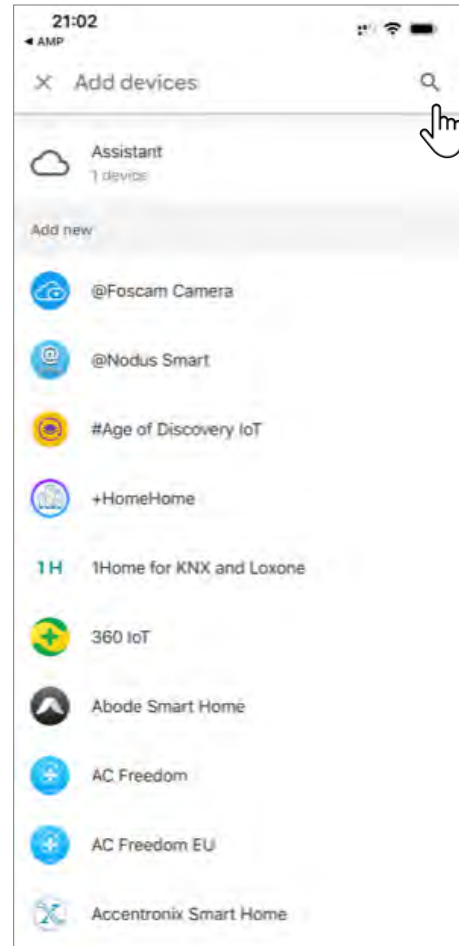 21:02
◄ AMP
Add devices
Assistant
1 device
Add new
@Foscam Camera
@Nodus Smart
#Age of Discovery IoT
+HomeHome
1H 1Home for KNX and Loxone
360 IoT
Abode Smart Home
AC Freedom
AC Freedom EU
Accentronix Smart Home